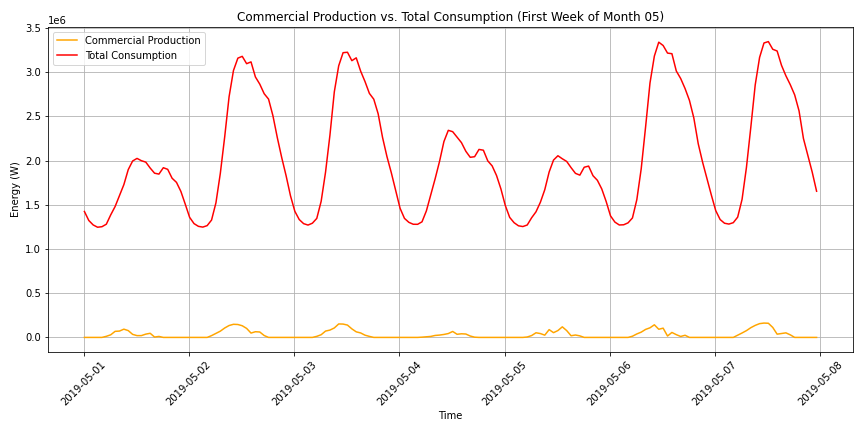 Commercial Production vs. Total Consumption (First Week of Month 05)
1e6
Commercial Production
Total Consumption
3.5
3.0
2.5
2.0
1.5
1.0
0.5
0.0
Energy (W)
2019-05-01
2019-05-02
2019-05-03
2019-05-04
2019-05-05
2019-05-06
2019-05-07
2019-05-08
Time